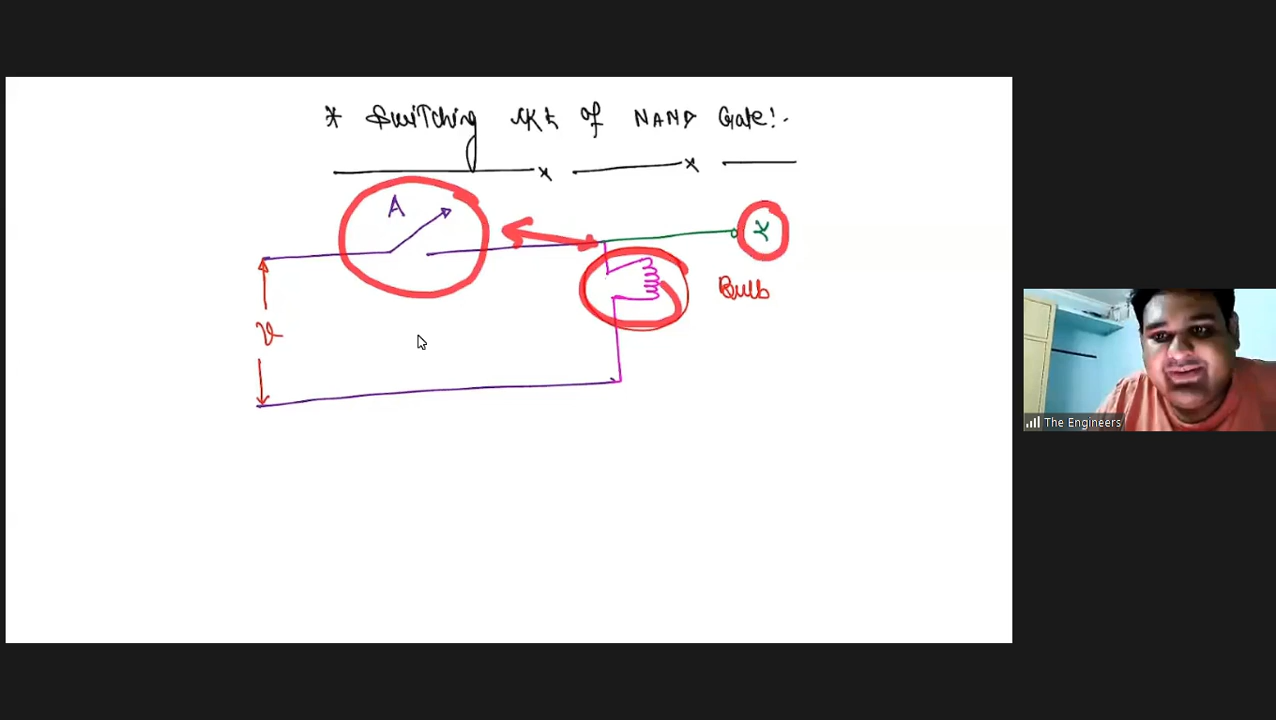 * Switching ckt of NAND Gate:-
A
Y
Bulb
V
The Engineers